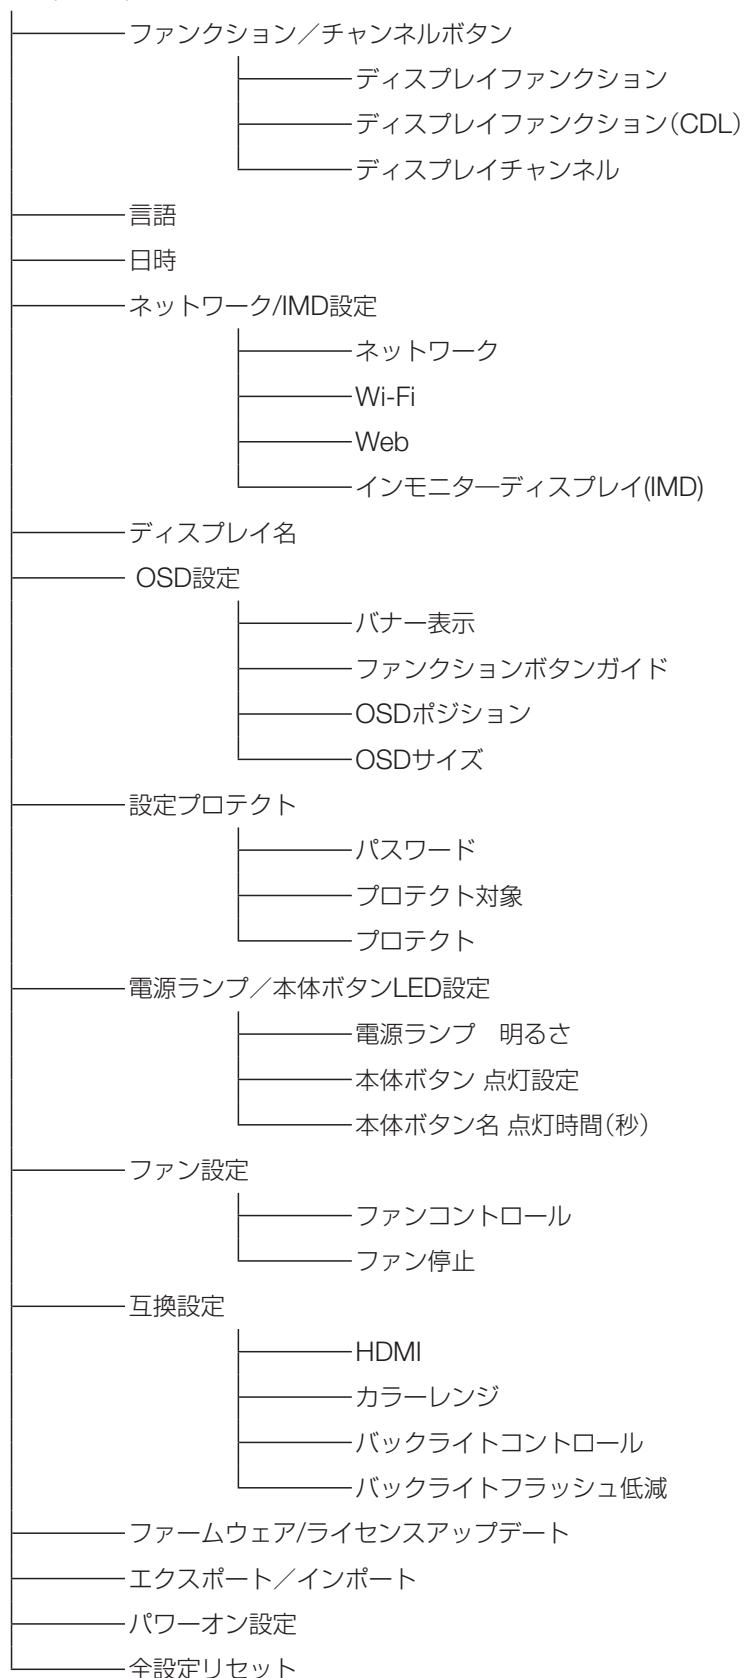 ファンクション／チャンネルボタン
ディスプレイファンクション
ディスプレイファンクション（CDL）
ディスプレイチャンネル
言語
日時
ネットワーク/IMD設定
ネットワーク
Wi-Fi
Web
インモニターディスプレイ(IMD)
ディスプレイ名
OSD設定
バナー表示
ファンクションボタンガイド
OSDポジション
OSDサイズ
設定プロテクト
パスワード
プロテクト対象
プロテクト
電源ランプ／本体ボタンLED設定
電源ランプ　明るさ
本体ボタン 点灯設定
本体ボタン名 点灯時間（秒）
ファン設定
ファンコントロール
ファン停止
互換設定
HDMI
カラーレンジ
バックライトコントロール
バックライトフラッシュ低減
ファームウェア/ライセンスアップデート
エクスポート／インポート
パワーオン設定
全設定リセット